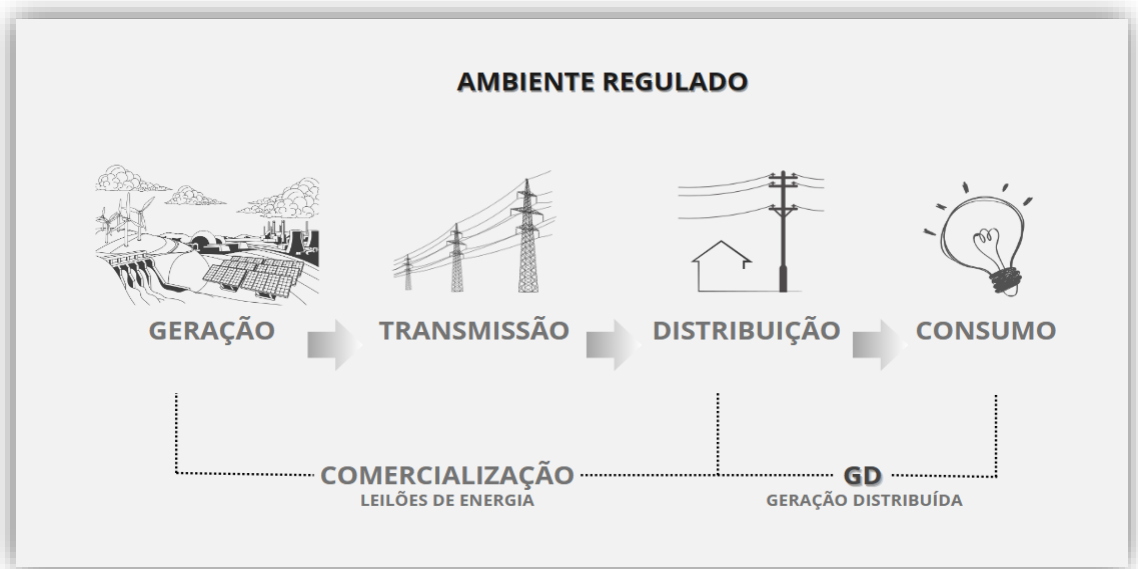 AMBIENTE REGULADO
GERAÇÃO
TRANSMISSÃO
DISTRIBUIÇÃO
CONSUMO
COMERCIALIZAÇÃO
LEILÕES DE ENERGIA
GD
GERAÇÃO DISTRIBUÍDA